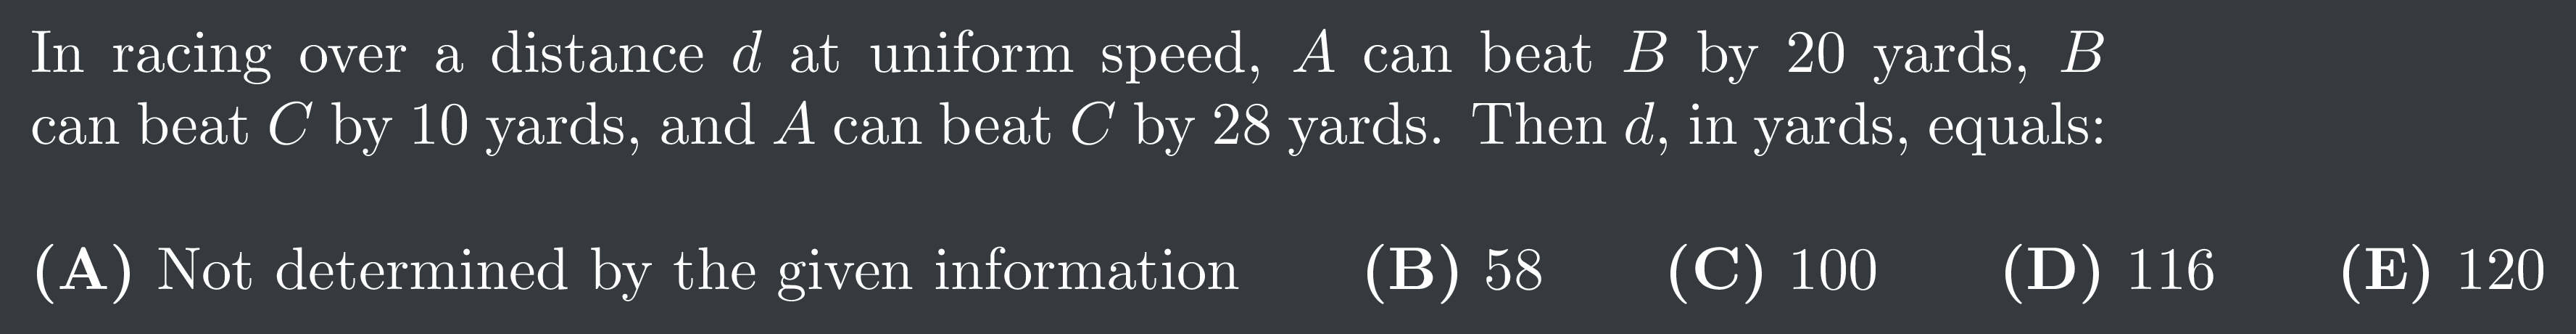 In racing over a distance d at uniform speed, A can beat B by 20 yards, B
can beat C by 10 yards, and A can beat C by 28 yards. Then d, in yards, equals:
(A) Not determined by the given information (B) 58 (C) 100 (D) 116 (E) 120